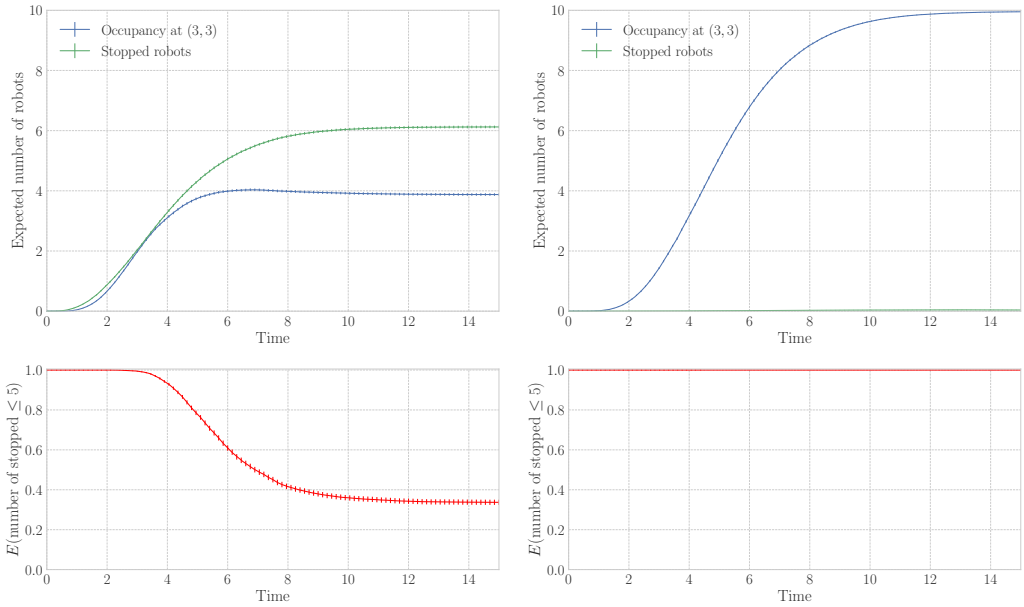 10
8
6
4
2
0
Expected number of robots
Occupancy at (3, 3)
Stopped robots
0 2 4 6 8 10 12 14
Time
10
8
6
4
2
0
Expected number of robots
Occupancy at (3, 3)
Stopped robots
0 2 4 6 8 10 12 14
Time
1.0
0.8
0.6
0.4
0.2
0.0
E(number of stopped ≤ 5)
0 2 4 6 8 10 12 14
Time
1.0
0.8
0.6
0.4
0.2
0.0
E(number of stopped ≤ 5)
0 2 4 6 8 10 12 14
Time